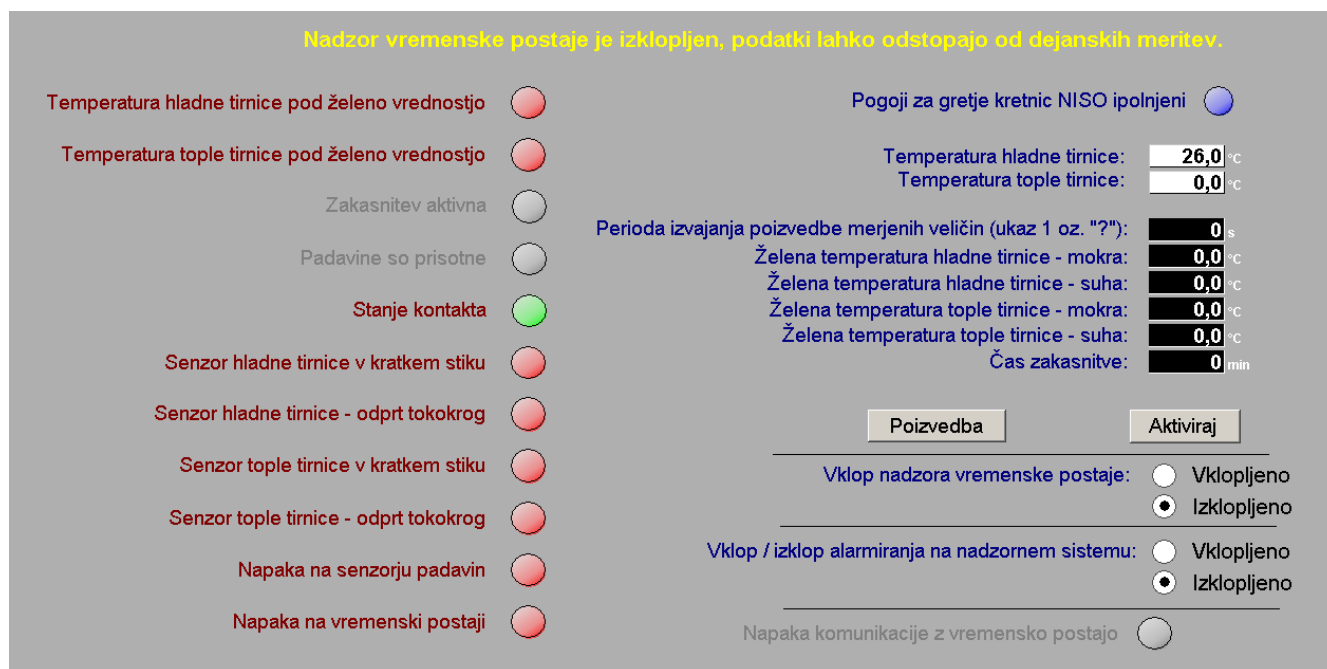 Nadzor vremenske postaje je izklopljen, podatki lahko odstopajo od dejanskih meritev.
Temperatura hladne tirnice pod želeno vrednostjo
Temperatura tople tirnice pod želeno vrednostjo
Zakasnitev aktivna
Padavine so prisotne
Stanje kontakta
Senzor hladne tirnice v kratkem stiku
Senzor hladne tirnice - odprt tokokrog
Senzor tople tirnice v kratkem stiku
Senzor tople tirnice - odprt tokokrog
Napaka na senzorju padavin
Napaka na vremenski postaji
Pogoji za gretje kretnic NISO ipolnjeni
Temperatura hladne tirnice: 26,0 °C
Temperatura tople tirnice: 0,0 °C
Perioda izvajanja poizvedbe merjenih veličin (ukaz 1 oz. "?"): 0 s
Želena temperatura hladne tirnice - mokra: 0,0 °C
Želena temperatura hladne tirnice - suha: 0,0 °C
Želena temperatura tople tirnice - mokra: 0,0 °C
Želena temperatura tople tirnice - suha: 0,0 °C
Čas zakasnitve: 0 min
Poizvedba Aktiviraj
Vklop nadzora vremenske postaje: Vklopljeno
Izklopljeno
Vklop / izklop alarmiranja na nadzornem sistemu: Vklopljeno
Izklopljeno
Napaka komunikacije z vremensko postajo